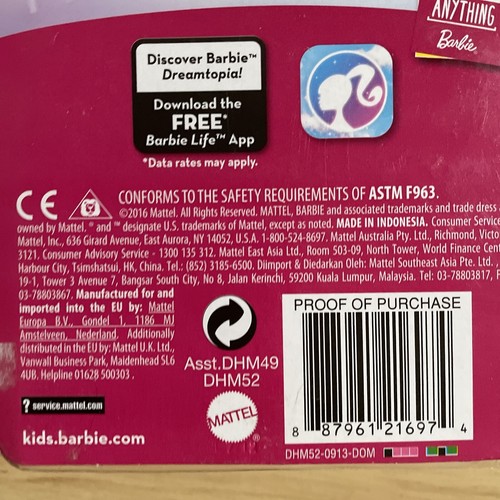 ANYTHING
Barbie
Discover Barbie™
Dreamtopia!
Download the
FREE*
Barbie Life™ App
*Data rates may apply.
CE
CONFORMS TO THE SAFETY REQUIREMENTS OF ASTM F963.
©2016 Mattel. All Rights Reserved. MATTEL, BARBIE and associated trademarks and trade dress
owned by Mattel. ® and ™ designate U.S. trademarks of Mattel, except as noted. MADE IN INDONESIA. Consumer Service
Mattel, Inc., 636 Girard Avenue, East Aurora, NY 14052, U.S.A. 1-800-524-8697. Mattel Australia Pty. Ltd., Richmond, Victo
3121. Consumer Advisory Service - 1300 135 312. Mattel East Asia Ltd., Room 503-09, North Tower, World Finance Cen
Harbour City, Tsimshatsui, HK, China. Tel.: (852) 3185-6500. Diimport & Diedarkan Oleh: Mattel Southeast Asia Pte. Ltd. ,
19-1, Tower 3 Avenue 7, Bangsar South City, No 8, Jalan Kerinchi, 59200 Kuala Lumpur, Malaysia. Tel: 03-78803817, F
03-78803867. Manufactured for and
imported into the EU by: Mattel
Europa B.V., Gondel 1, 1186 MJ
Amstelveen, Nederland. Additionally
distributed in the EU by: Mattel U.K. Ltd.,
Vanwall Business Park, Maidenhead SL6
4UB. Helpline 01628 500303 .
? service.mattel.com
kids.barbie.com
Asst.DHM49
DHM52
MATTEL
®
PROOF OF PURCHASE
8 87961 21697 4
DHM52-0913-DOM